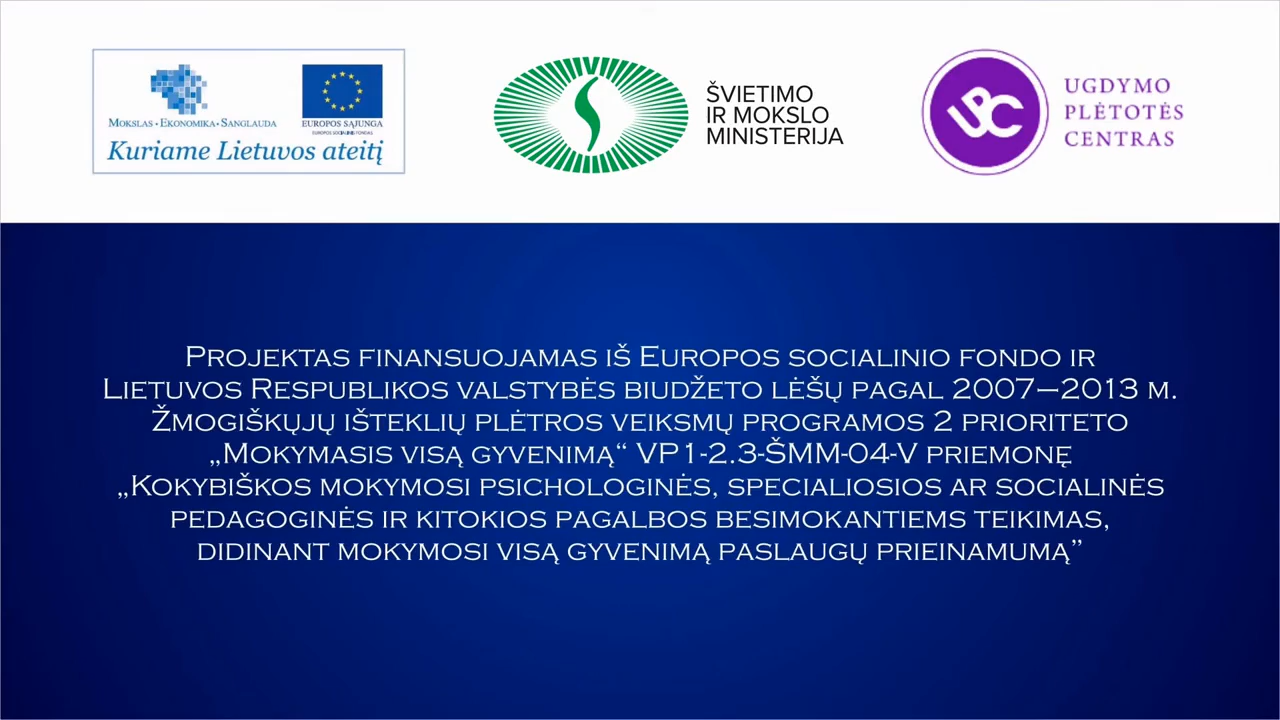 MOKSLAS • EKONOMIKA • SANGLAUDA
EUROPOS SĄJUNGA
EUROPOS SOCIALINIS FONDAS
Kuriame Lietuvos ateitį
ŠVIETIMO
IR MOKSLO
MINISTERIJA
UPC
UGDYMO
PLĖTOTĖS
CENTRAS
PROJEKTAS FINANSUOJAMAS IŠ EUROPOS SOCIALINIO FONDO IR
LIETUVOS RESPUBLIKOS VALSTYBĖS BIUDŽETO LĖŠŲ PAGAL 2007–2013 M.
ŽMOGIŠKŲJŲ IŠTEKLIŲ PLĖTROS VEIKSMŲ PROGRAMOS 2 PRIORITETO
„MOKYMASIS VISĄ GYVENIMĄ“ VP1-2.3-ŠMM-04-V PRIEMONĘ
„KOKYBIŠKOS MOKYMOSI PSICHOLOGINĖS, SPECIALIOSIOS AR SOCIALINĖS
PEDAGOGINĖS IR KITOKIOS PAGALBOS BESIMOKANTIEMS TEIKIMAS,
DIDINANT MOKYMOSI VISĄ GYVENIMĄ PASLAUGŲ PRIEINAMUMĄ”